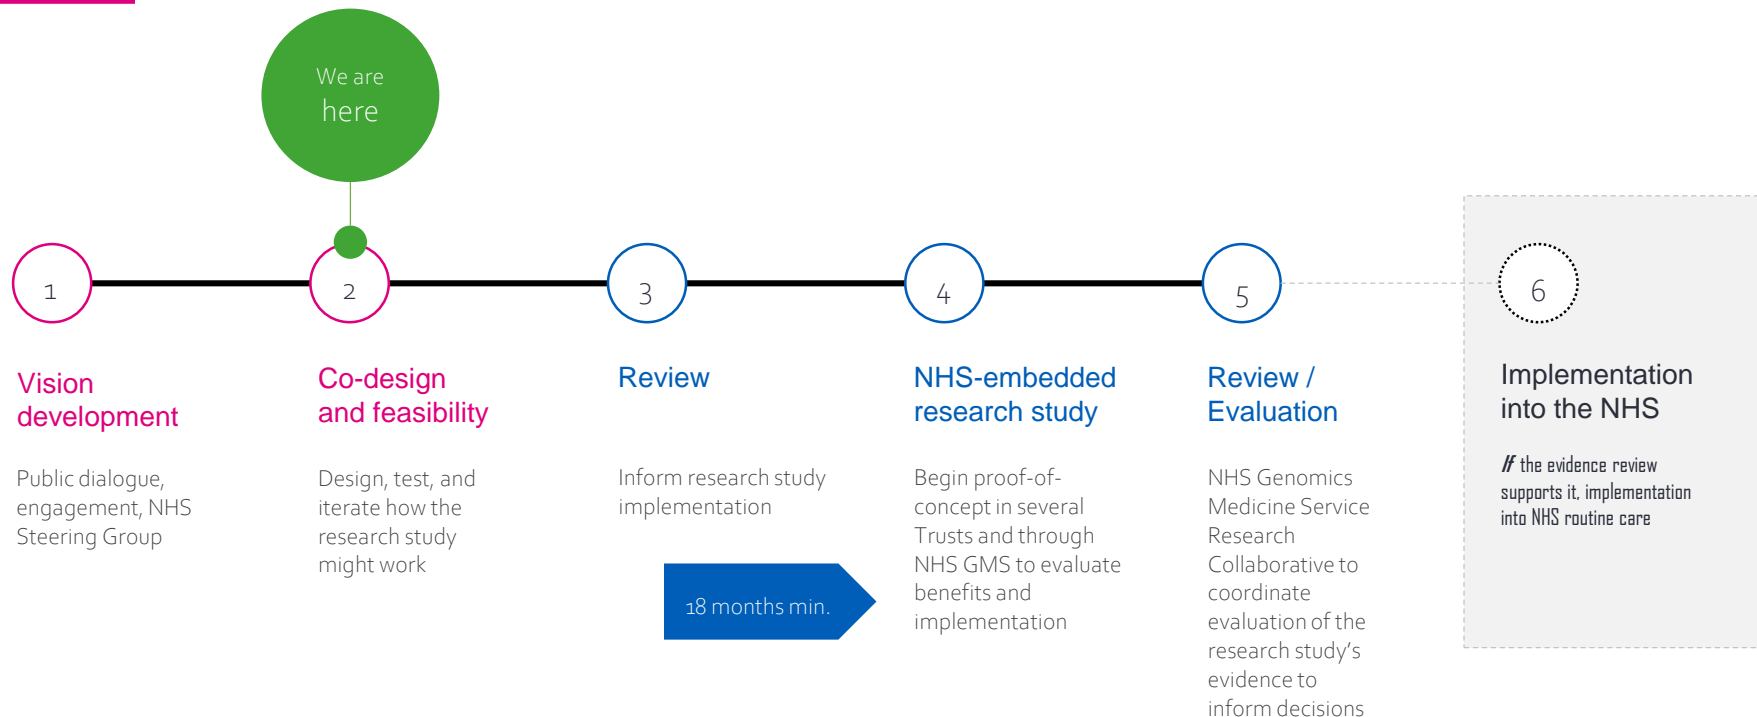 We are
here
1
2
3
4
5
6
Vision
development
Public dialogue,
engagement, NHS
Steering Group
Co-design
and feasibility
Design, test, and
iterate how the
research study
might work
Review
Inform research study
implementation
18 months min.
NHS-embedded
research study
Begin proof-of-
concept in several
Trusts and through
NHS GMS to evaluate
benefits and
implementation
Review /
Evaluation
NHS Genomics
Medicine Service
Research
Collaborative to
coordinate
evaluation of the
research study's
evidence to
inform decisions
Implementation
into the NHS
If the evidence review
supports it, implementation
into NHS routine care